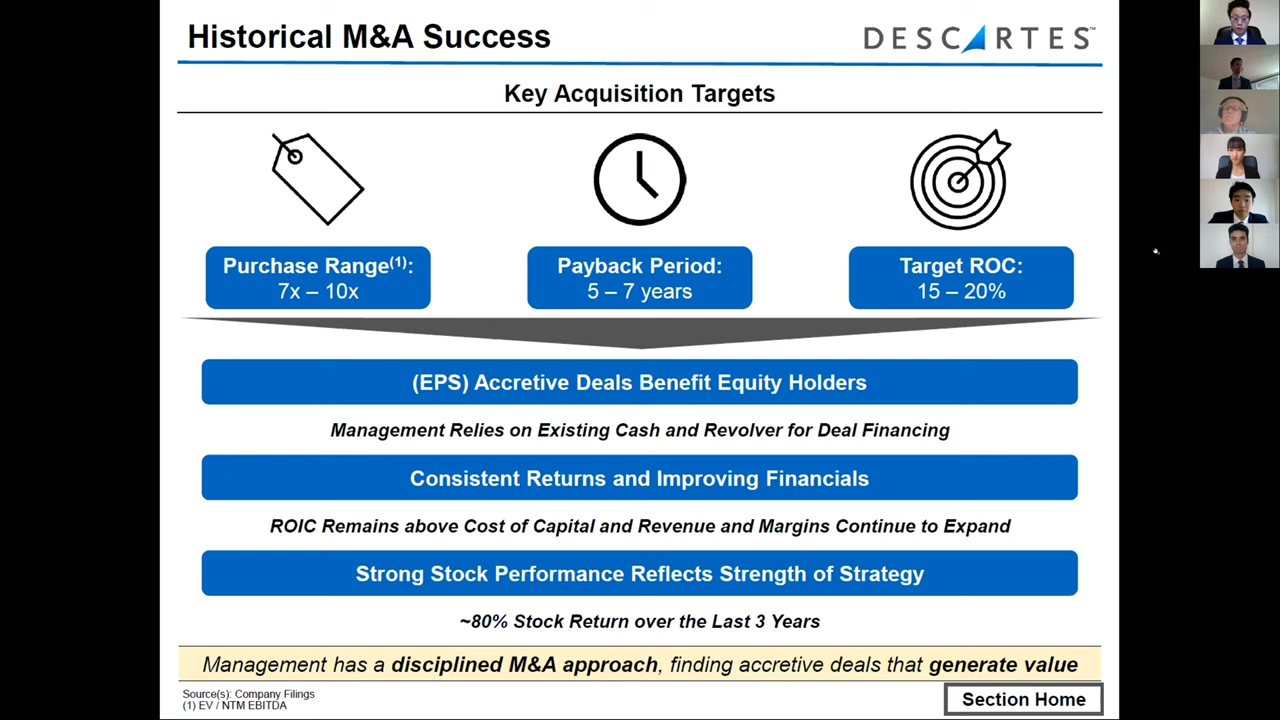 Historical M&A Success
DESCARTES™
Key Acquisition Targets
Purchase Range(1):
7x – 10x
Payback Period:
5 – 7 years
Target ROC:
15 – 20%
(EPS) Accretive Deals Benefit Equity Holders
Management Relies on Existing Cash and Revolver for Deal Financing
Consistent Returns and Improving Financials
ROIC Remains above Cost of Capital and Revenue and Margins Continue to Expand
Strong Stock Performance Reflects Strength of Strategy
~80% Stock Return over the Last 3 Years
Management has a disciplined M&A approach, finding accretive deals that generate value
Source(s): Company Filings
(1) EV / NTM EBITDA
Section Home